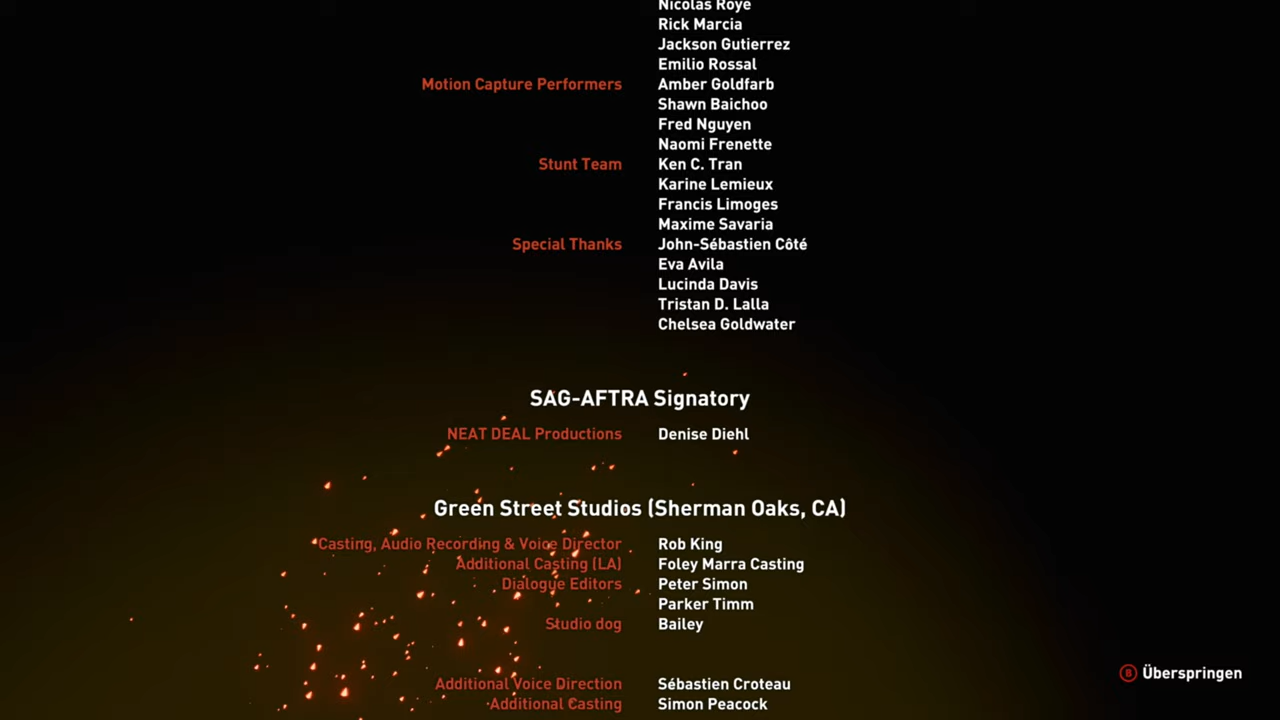 Nicolas Roye
Rick Marcia
Jackson Gutierrez
Emilio Rossal
Motion Capture Performers Amber Goldfarb
Shawn Baichoo
Fred Nguyen
Naomi Frenette
Stunt Team Ken C. Tran
Karine Lemieux
Francis Limoges
Maxime Savaria
Special Thanks John-Sébastien Côté
Eva Avila
Lucinda Davis
Tristan D. Lalla
Chelsea Goldwater
SAG-AFTRA Signatory
NEAT DEAL Productions Denise Diehl
Green Street Studios (Sherman Oaks, CA)
Casting, Audio Recording & Voice Director Rob King
Additional Casting (LA) Foley Marra Casting
Dialogue Editors Peter Simon
Parker Timm
Studio dog Bailey
B Überspringen
Additional Voice Direction Sébastien Croteau
Additional Casting Simon Peacock